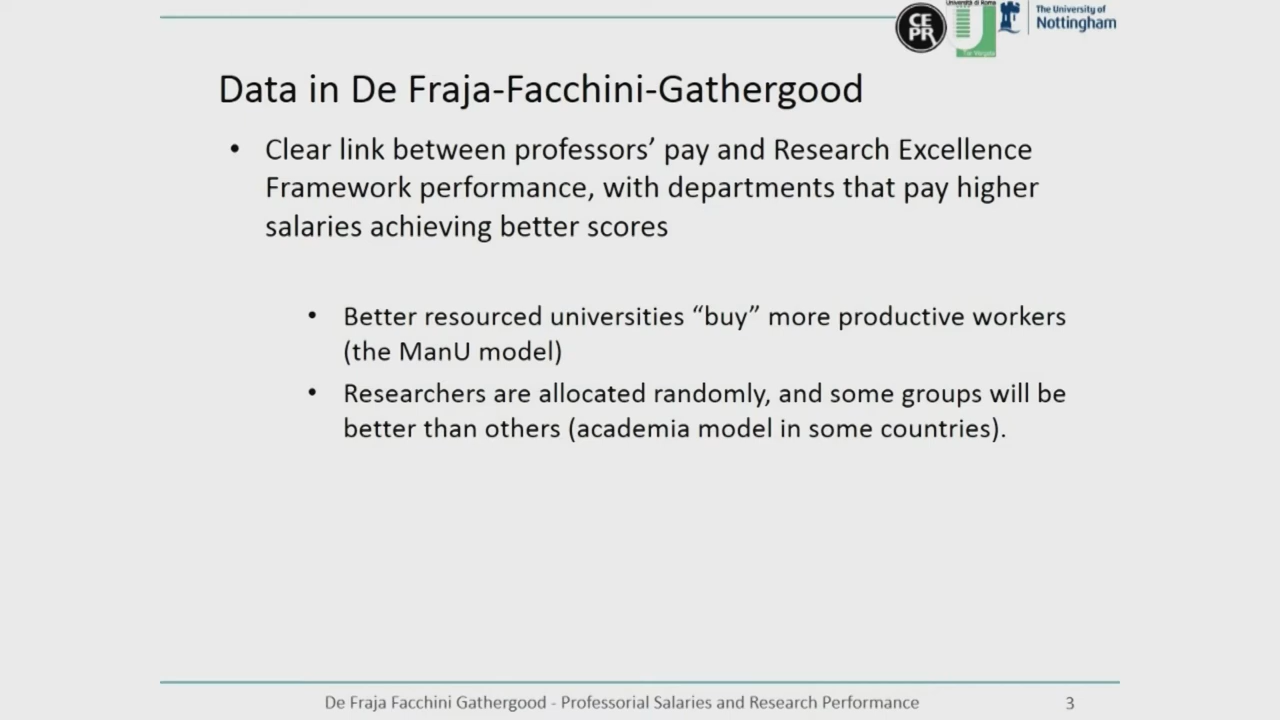 CE
PR
Università di Roma
The University of
Nottingham
Data in De Fraja-Facchini-Gathergood
• Clear link between professors’ pay and Research Excellence
Framework performance, with departments that pay higher
salaries achieving better scores
• Better resourced universities “buy” more productive workers
(the ManU model)
• Researchers are allocated randomly, and some groups will be
better than others (academia model in some countries).
De Fraja Facchini Gathergood - Professorial Salaries and Research Performance
3